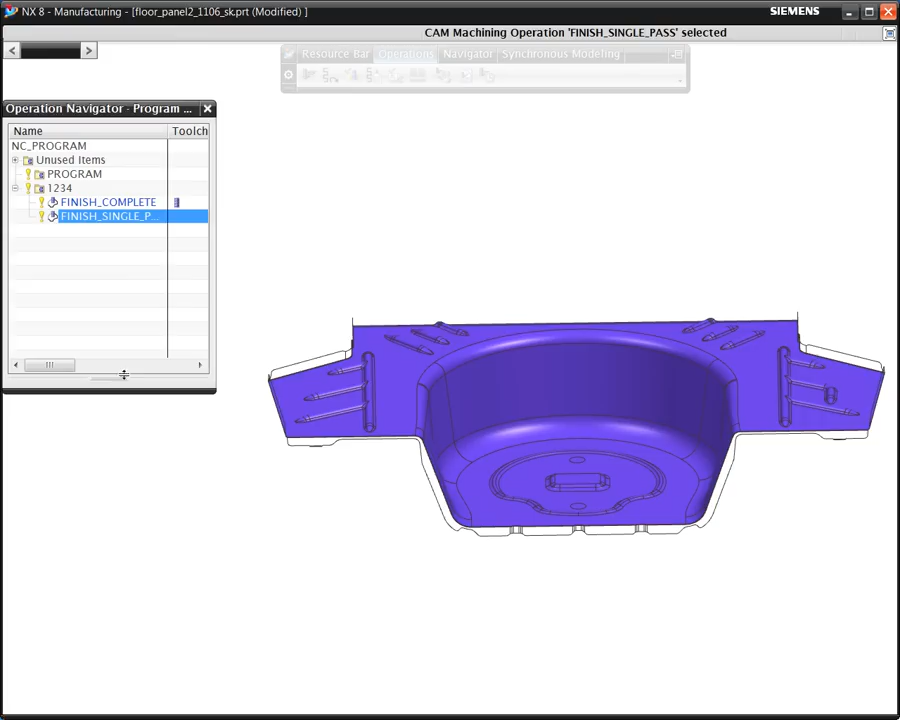 NX 8 - Manufacturing - [floor_panel2_1106_sk.prt (Modified) ]
SIEMENS
CAM Machining Operation 'FINISH_SINGLE_PASS' selected
Resource Bar
Operations
Navigator
Synchronous Modeling
Operation Navigator - Program ...
Name
Toolch
NC_PROGRAM
Unused Items
PROGRAM
1234
FINISH_COMPLETE
FINISH_SINGLE_P...